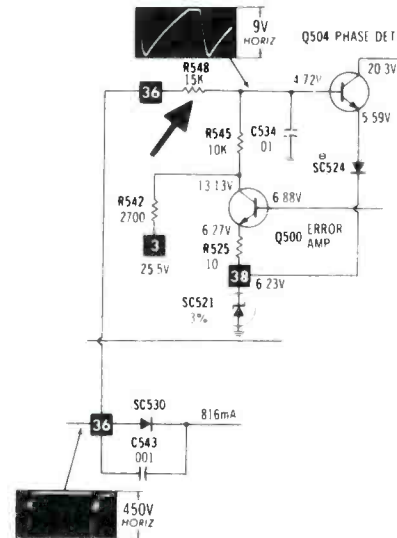 9V
HORIZ
Q504 PHASE DET
R548
15K
20.3V
36
4.72V
R545
10K
C534
.01
5.59V
SC524
13.13V
R542
2700
6.88V
Q500 ERROR
AMP
6.27V
R525
10
3
25.5V
38
6.23V
SC521
3%
SC530
36
816mA
C543
.001
450V
HORIZ